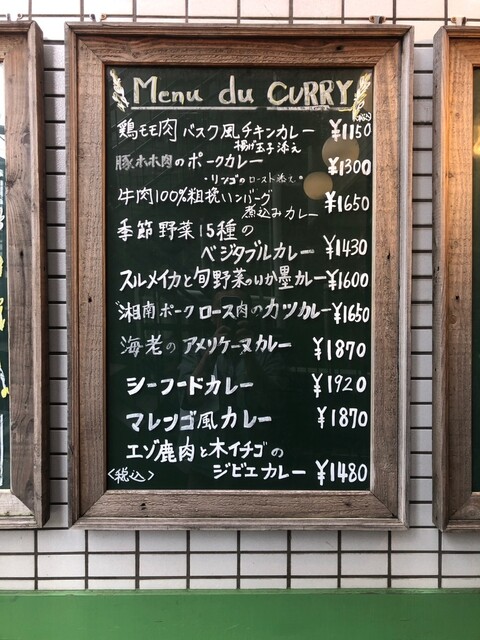 Menu du CURRY
鶏モモ肉 バスク風チキンカレー ¥1150
揚げ玉子添え
豚ホホ肉のポークカレー ¥1300
・リンゴのロースト添え・
牛肉100%粗挽ハンバーグ
煮込みカレー ¥1650
季節野菜15種の
ベジタブルカレー ¥1430
スルメイカと旬野菜のいか墨カレー ¥1600
湘南ポークロース肉のカツカレー ¥1650
海老のアメリケーヌカレー ¥1870
シーフードカレー ¥1920
マレンゴ風カレー ¥1870
エゾ鹿肉と木イチゴの
ジビエカレー ¥1480
<税込>